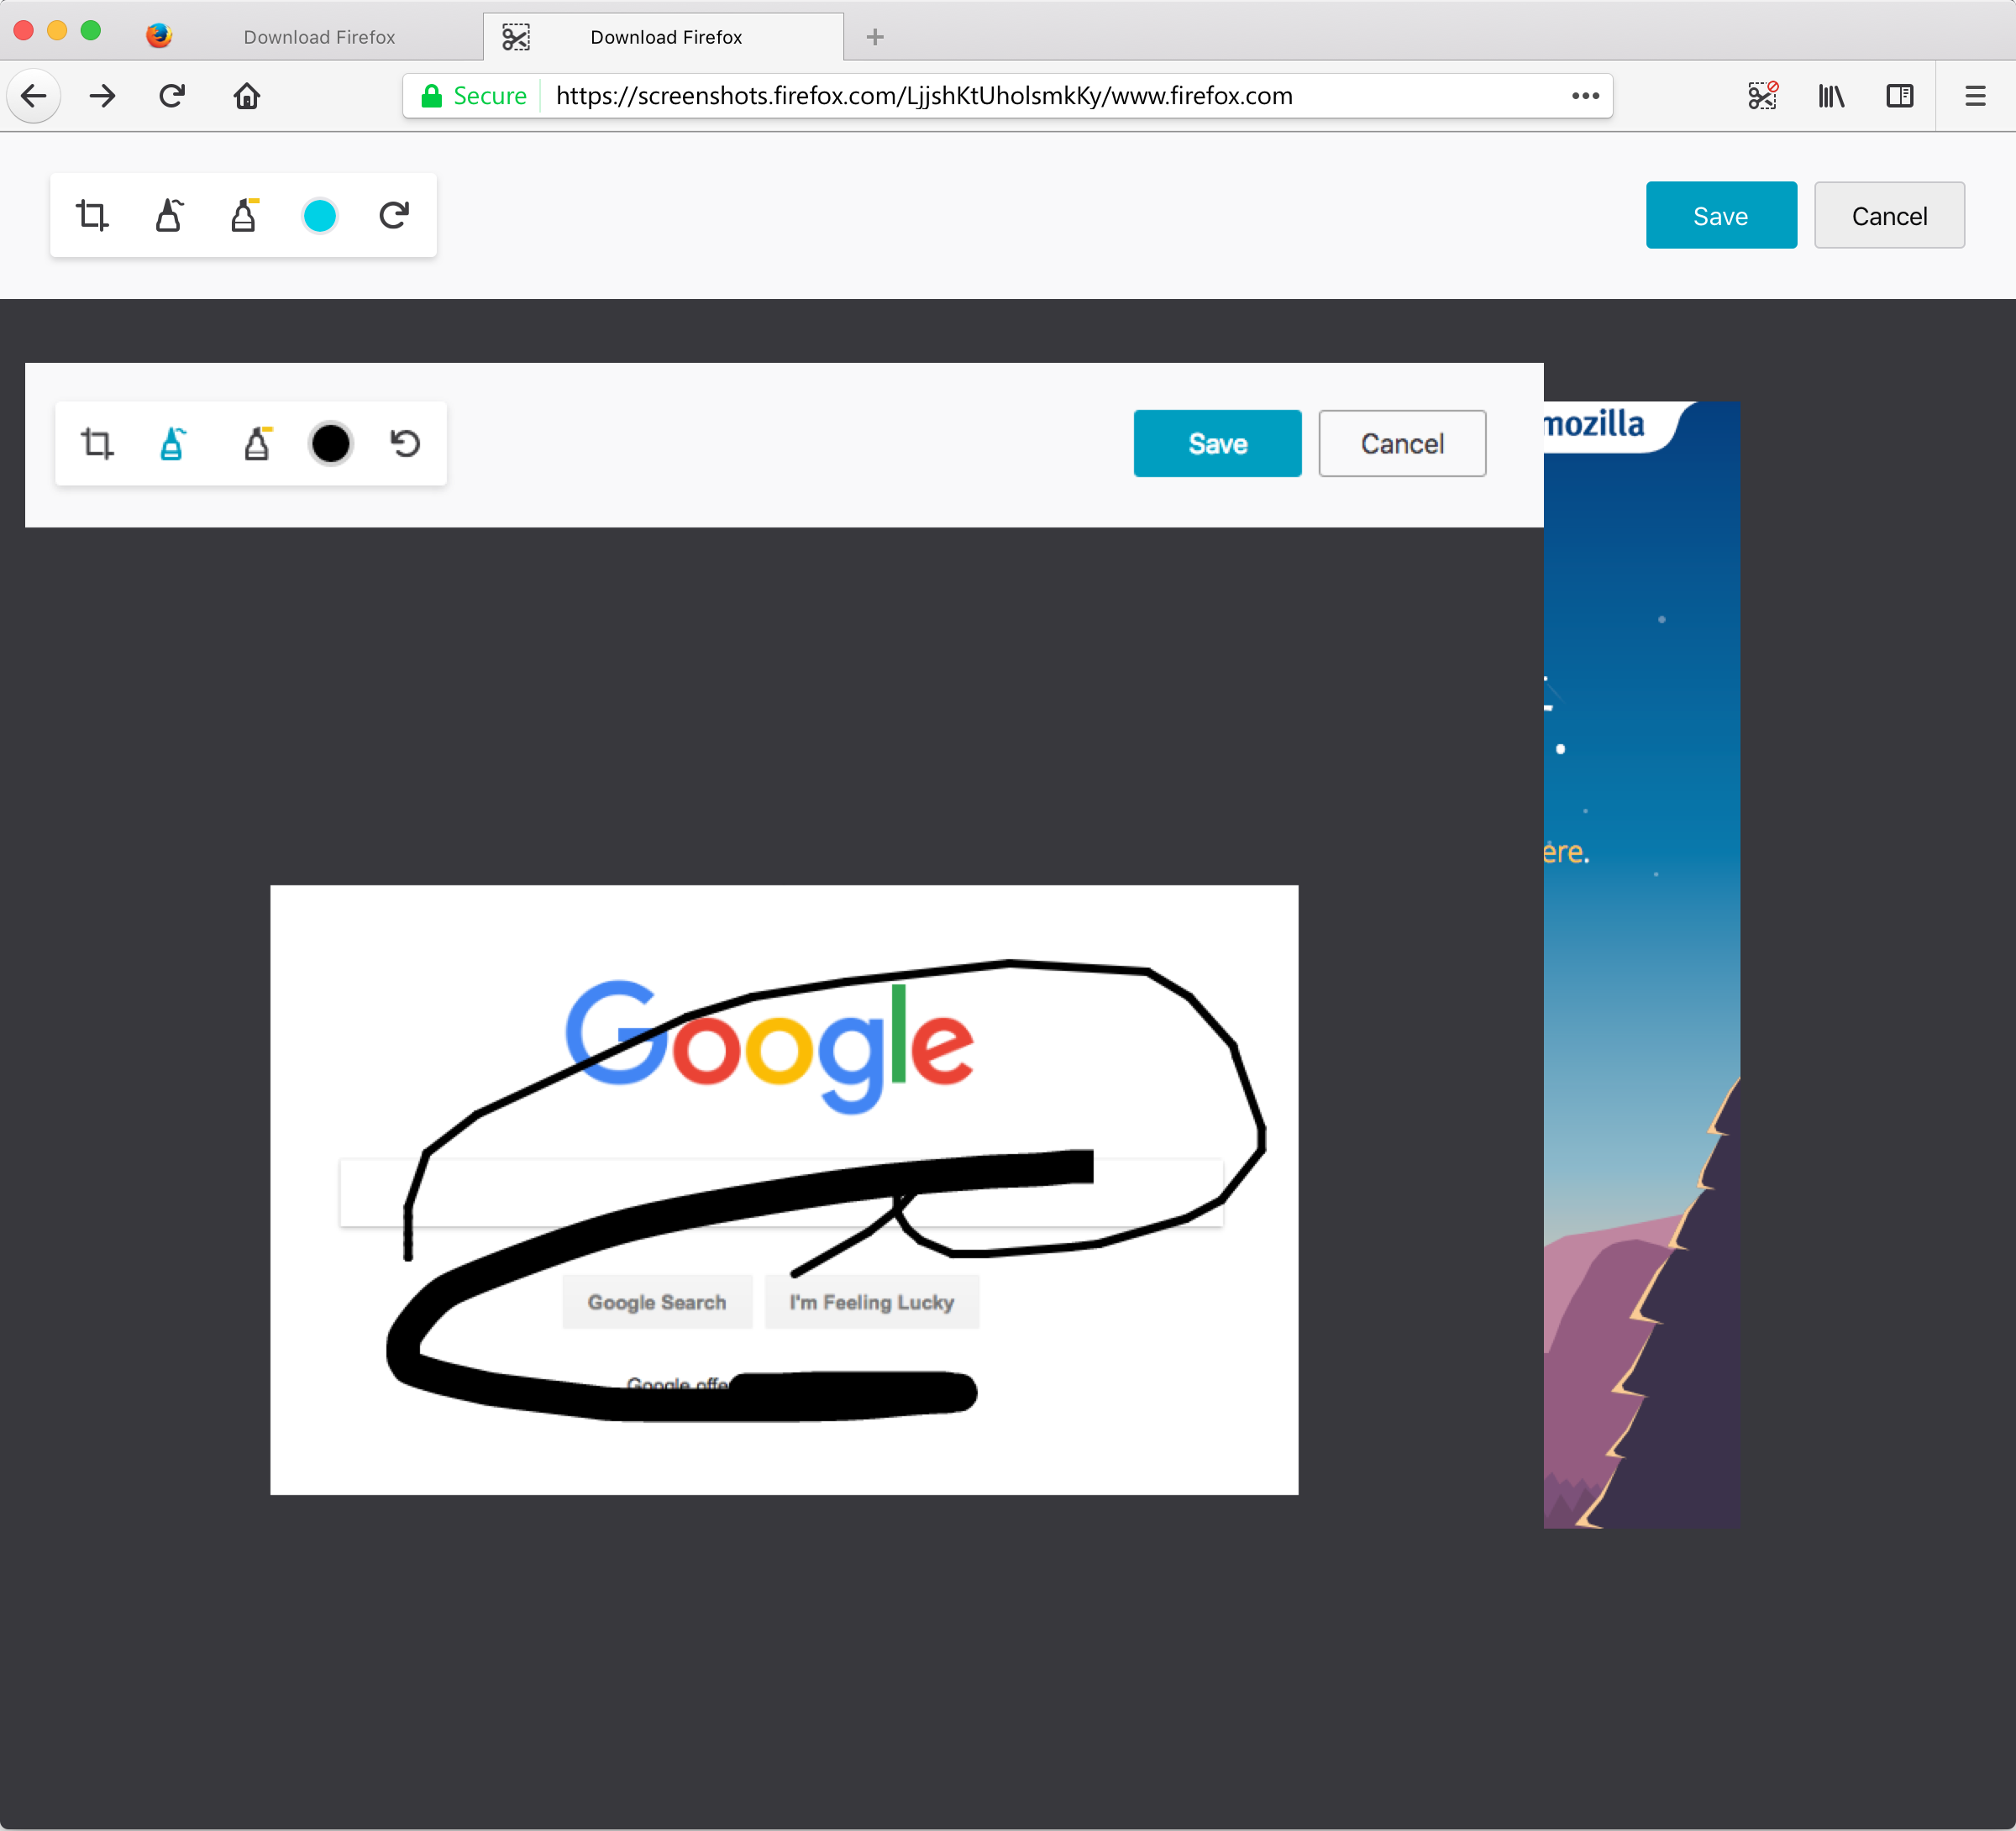 Download Firefox
Download Firefox
Secure
https://screenshots.firefox.com/LjjshKtUholsmkKy/www.firefox.com
Save
Cancel
Save
Cancel
mozilla
ere.
Google
Google Search
I'm Feeling Lucky
Google offe